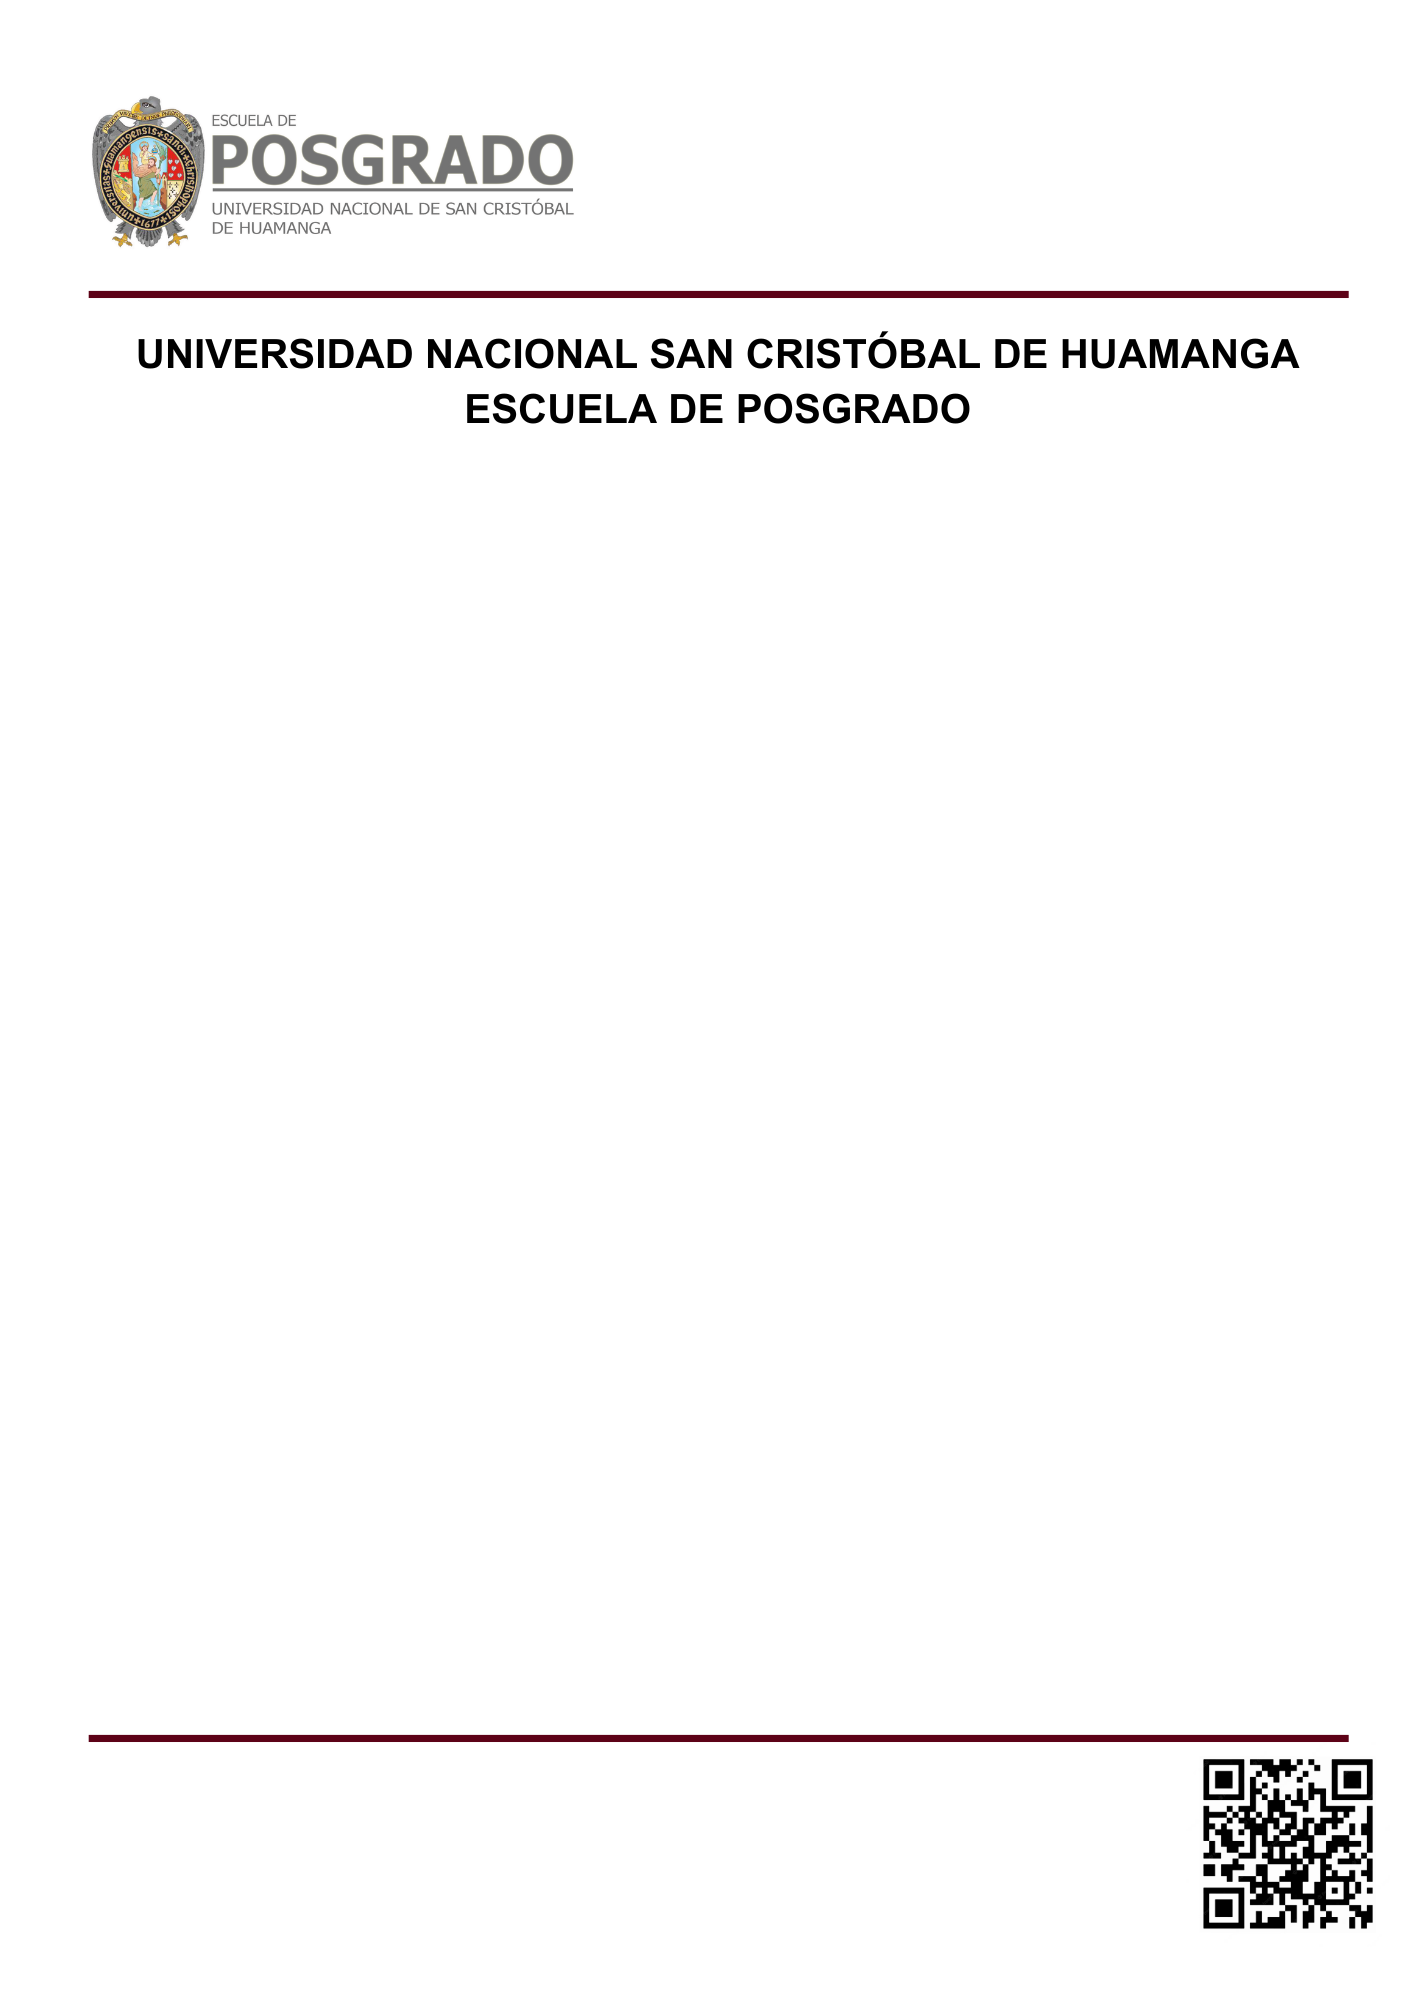 ESCUELA DE
POSGRADO
UNIVERSIDAD NACIONAL DE SAN CRISTÓBAL
DE HUAMANGA
UNIVERSIDAD NACIONAL SAN CRISTÓBAL DE HUAMANGA
ESCUELA DE POSGRADO